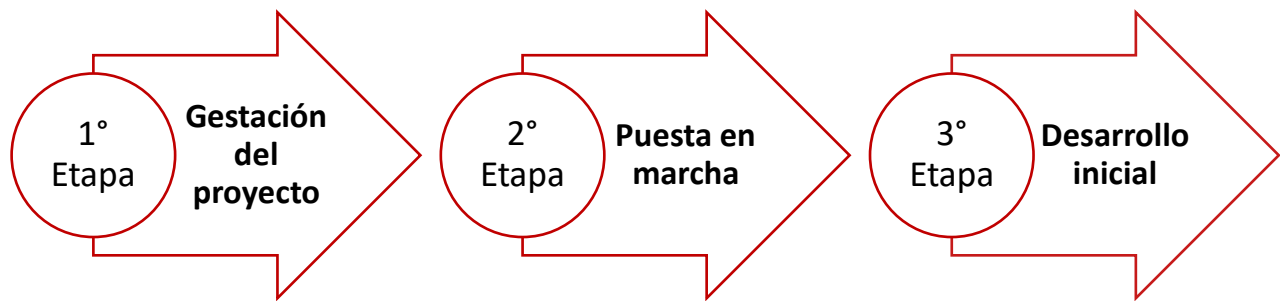 1°
Etapa
Gestación
del
proyecto
2°
Etapa
Puesta en
marcha
3°
Etapa
Desarrollo
inicial